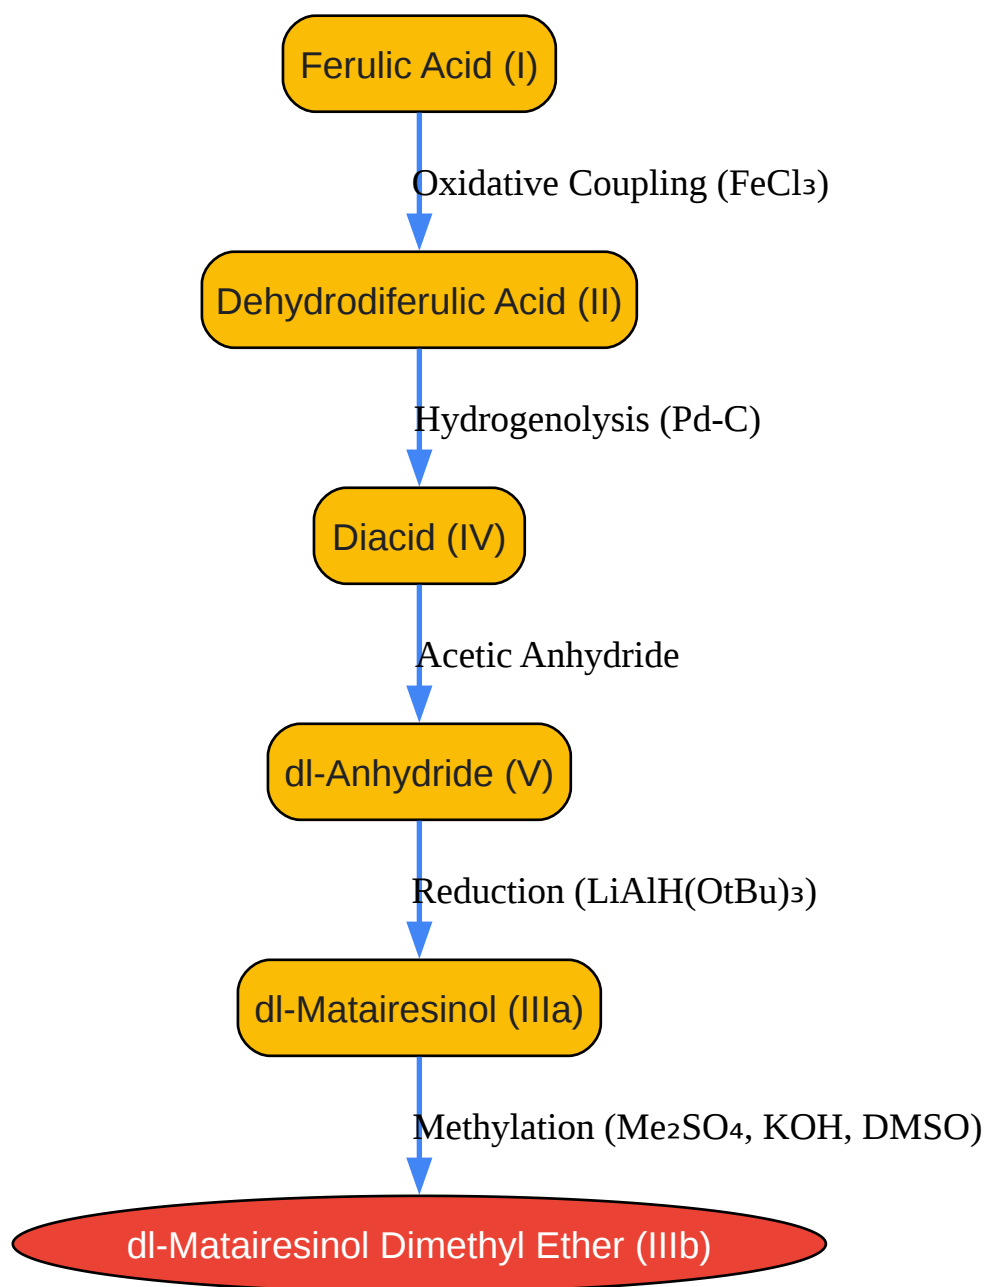 Ferulic Acid (I)
Oxidative Coupling (FeCl₃)
Dehydrodiferulic Acid (II)
Hydrogenolysis (Pd-C)
Diacid (IV)
Acetic Anhydride
dl-Anhydride (V)
Reduction (LiAlH(OtBu)₃)
dl-Matairesinol (IIIa)
Methylation (Me₂SO₄, KOH, DMSO)
dl-Matairesinol Dimethyl Ether (IIIb)